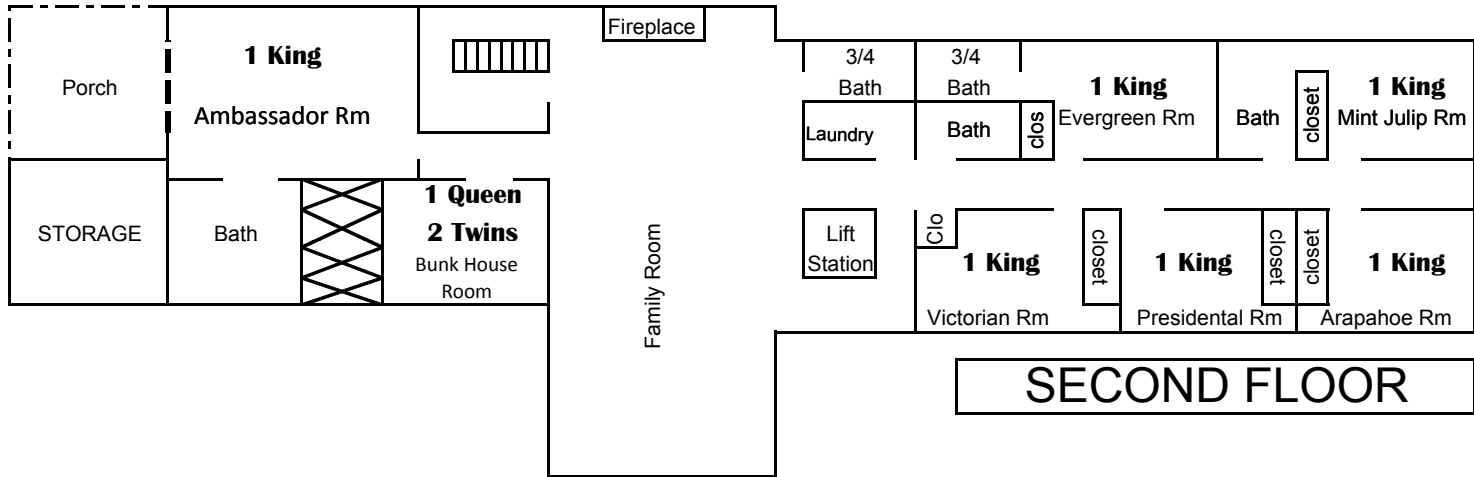 Fireplace
Porch
1 King
Ambassador Rm
STORAGE
Bath
1 Queen
2 Twins
Bunk House
Room
Family Room
3/4
Bath
3/4
Bath
Laundry
Bath
clos
1 King
Evergreen Rm
Bath
closet
1 King
Mint Julip Rm
Lift
Station
Clo
1 King
Victorian Rm
closet
1 King
Presidental Rm
closet
closet
1 King
Arapahoe Rm
SECOND FLOOR